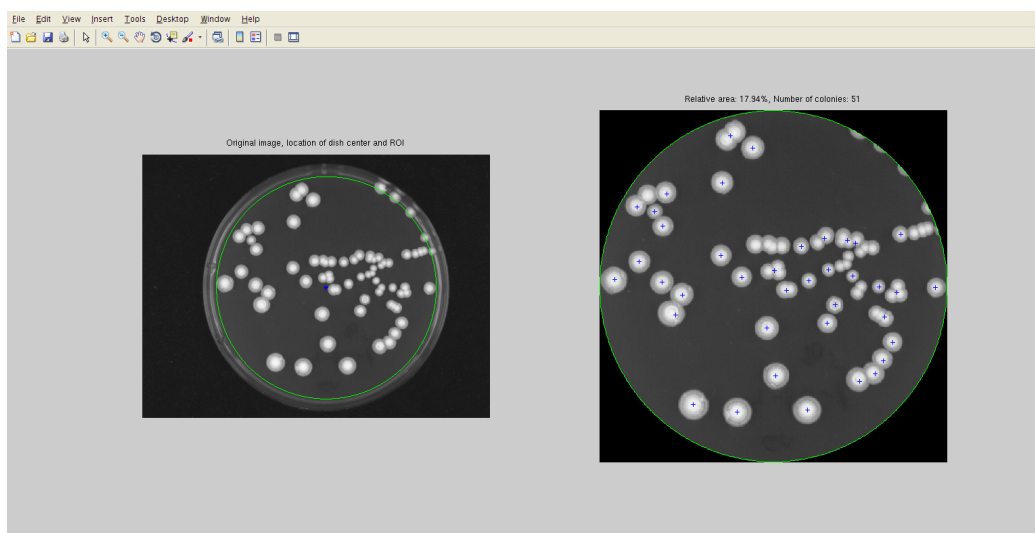 File Edit View Insert Tools Desktop Window Help
Relative area: 17.94%, Number of colonies: 51
Original image, location of dish center and ROI